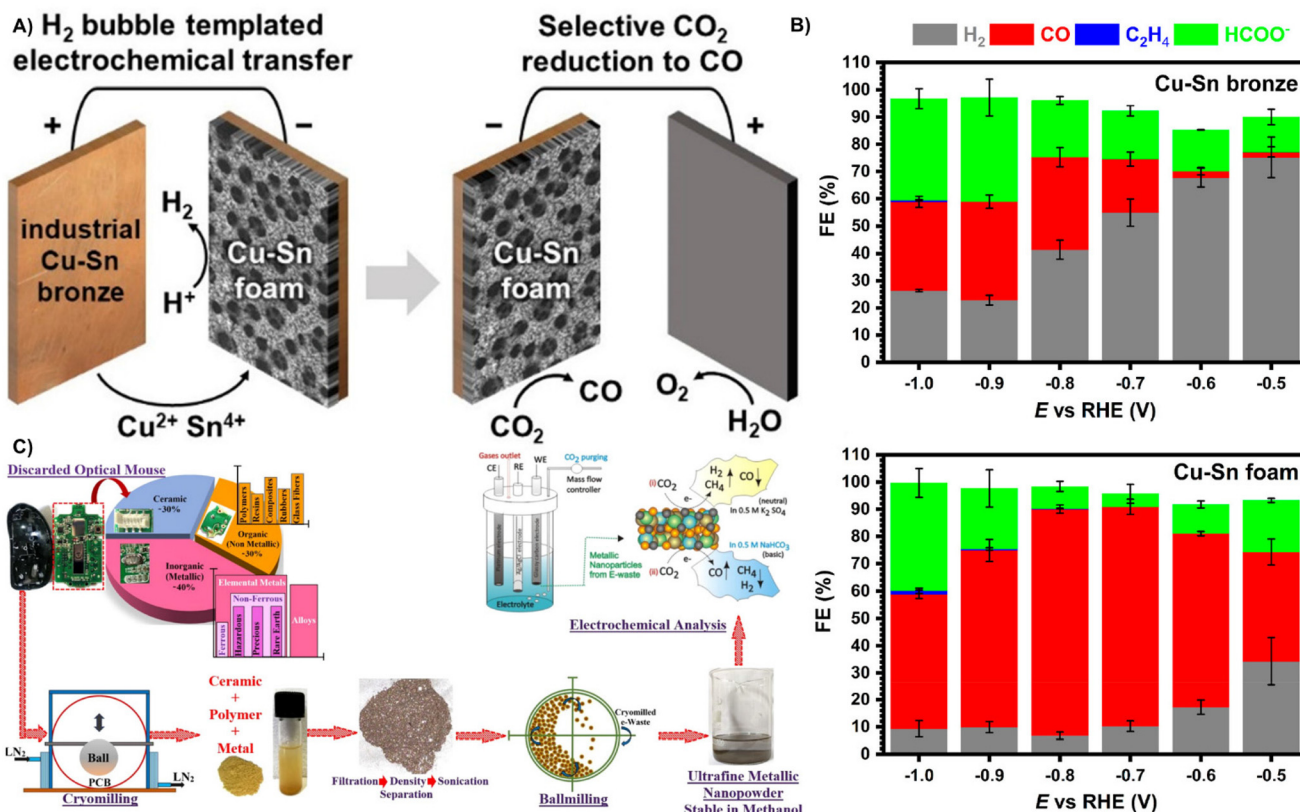 A)
H2 bubble templated
electrochemical transfer
+
−
industrial
Cu-Sn
bronze
H2
H+
Cu-Sn
foam
Cu2+ Sn4+
Selective CO2
reduction to CO
−
+
Cu-Sn
foam
CO
CO2
O2
H2O
B)
H2 CO C2H4 HCOO-
Cu-Sn bronze
FE (%)
110
100
90
80
70
60
50
40
30
20
10
0
-1.0 -0.9 -0.8 -0.7 -0.6 -0.5
E vs RHE (V)
Cu-Sn foam
FE (%)
110
100
90
80
70
60
50
40
30
20
10
0
-1.0 -0.9 -0.8 -0.7 -0.6 -0.5
E vs RHE (V)
C)
Discarded Optical Mouse
Ceramic
~30%
Organic
(Non Metallic)
~30%
Inorganic
(Metallic)
~40%
Polymers
Resins
Composites
Rubbers
Glass Fibers
Elemental Metals
Non-Ferrous
Ferrous
Hazardous
Precious
Rare Earth
Alloys
LN2
Ball
PCB
LN2
Cryomilling
Ceramic
+
Polymer
+
Metal
Filtration Density Sonication
Separation
Cryomilled
e-Waste
Ballmilling
Ultrafine Metallic
Nanopowder
Stable in Methanol
Electrochemical Analysis
Gases outlet
CO2 purging
CE RE WE
Mass flow
controller
Electrolyte
Metallic
Nanoparticles
from E-waste
(i)
CO2
e-
H2
CH4
CO
(neutral)
In 0.5 M K2 SO4
In 0.5 M NaHCO3
(basic)
(ii)
CO2
e-
CO
CH4
H2